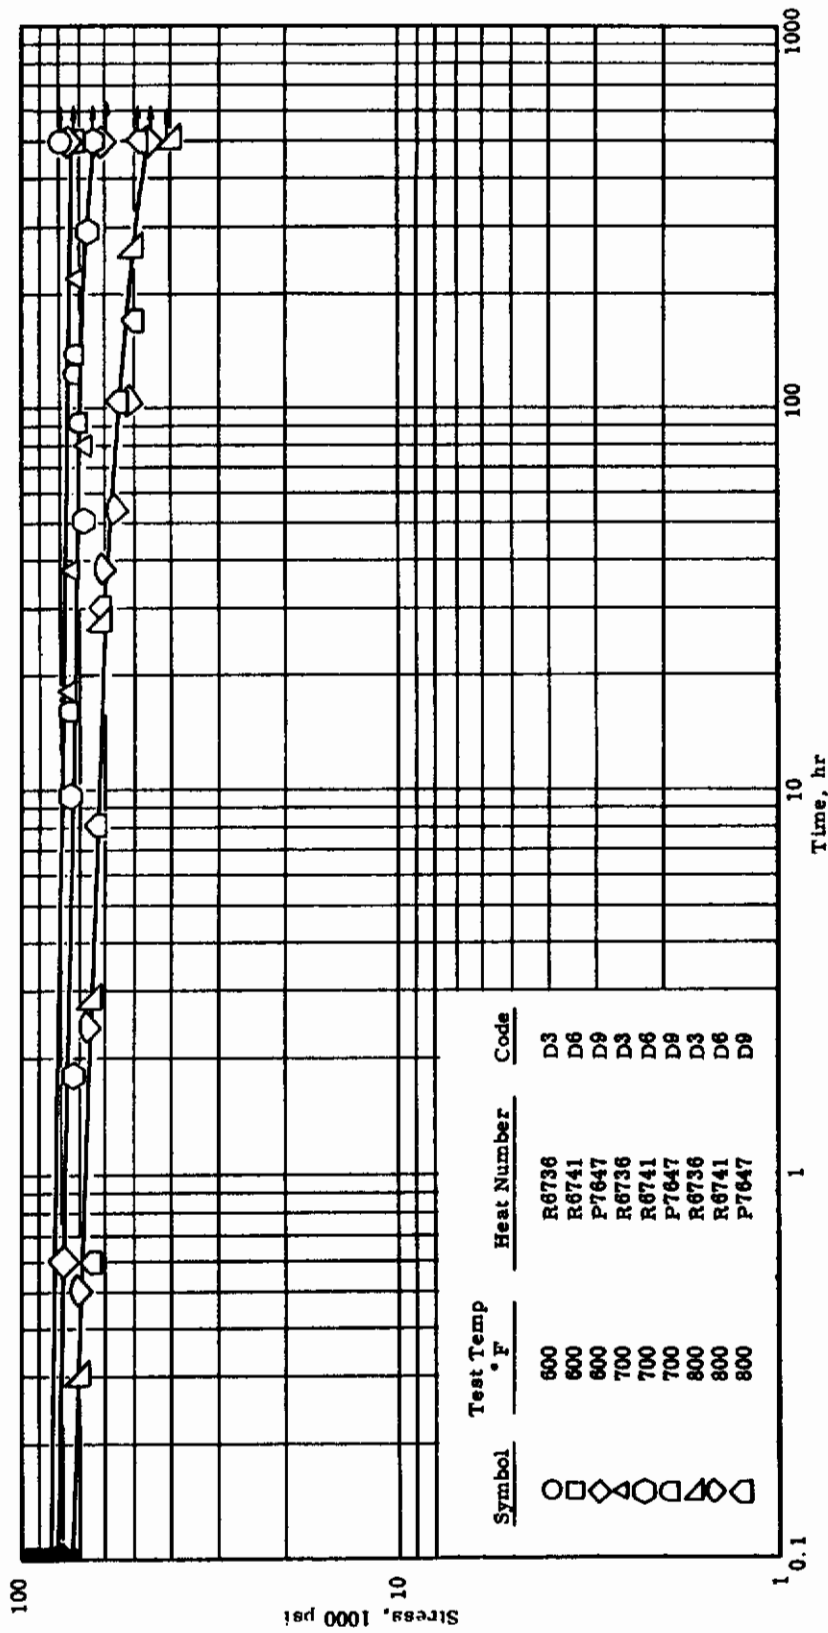 100
10
1
Stress, 1000 psi
0.1
1
10
100
1000
Time, hr
Symbol Test Temp °F Heat Number Code
600 R6736 D3
600 R6741 D6
600 P7647 D9
700 R6736 D3
700 R6741 D6
700 P7647 D9
800 R6736 D3
800 R6741 D6
800 P7647 D9